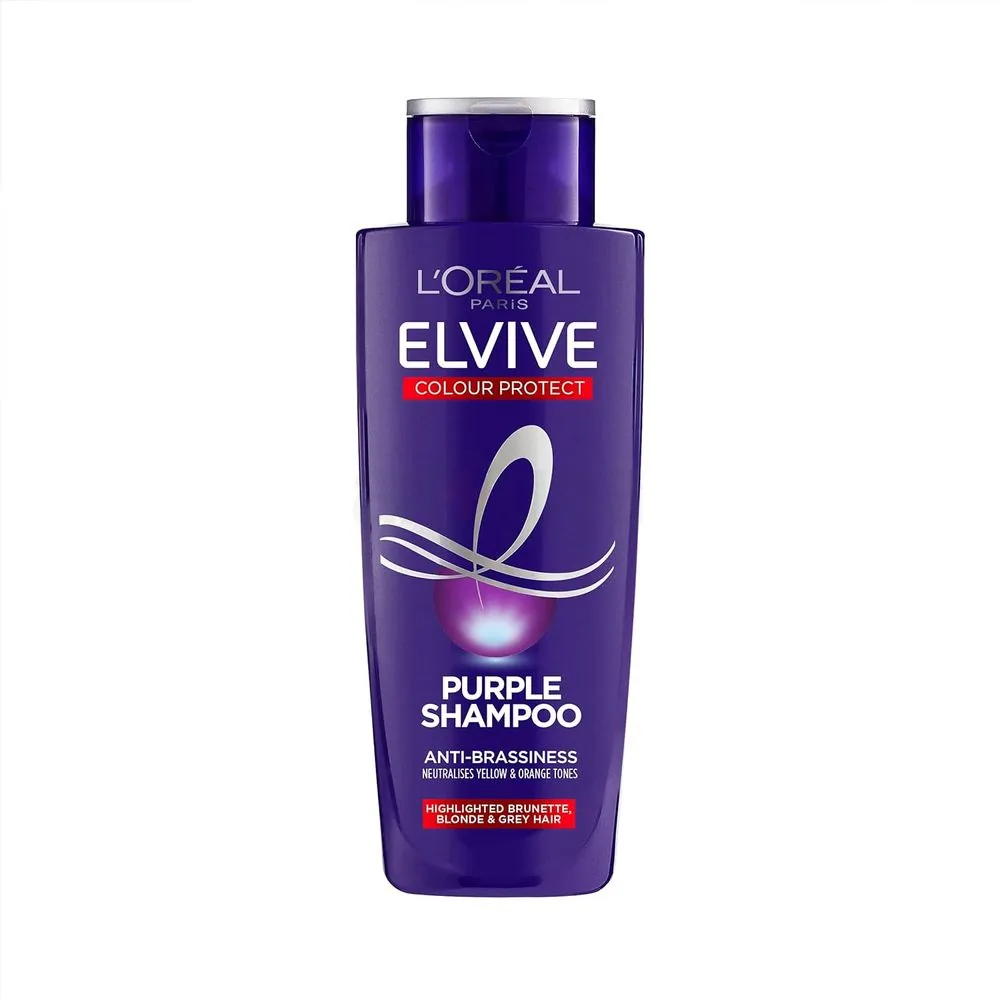 L'ORÉAL
PARiS
ELVIVE
COLOUR PROTECT
PURPLE
SHAMPOO
ANTI-BRASSINESS
NEUTRALISES YELLOW & ORANGE TONES
HIGHLIGHTED BRUNETTE,
BLONDE & GREY HAIR